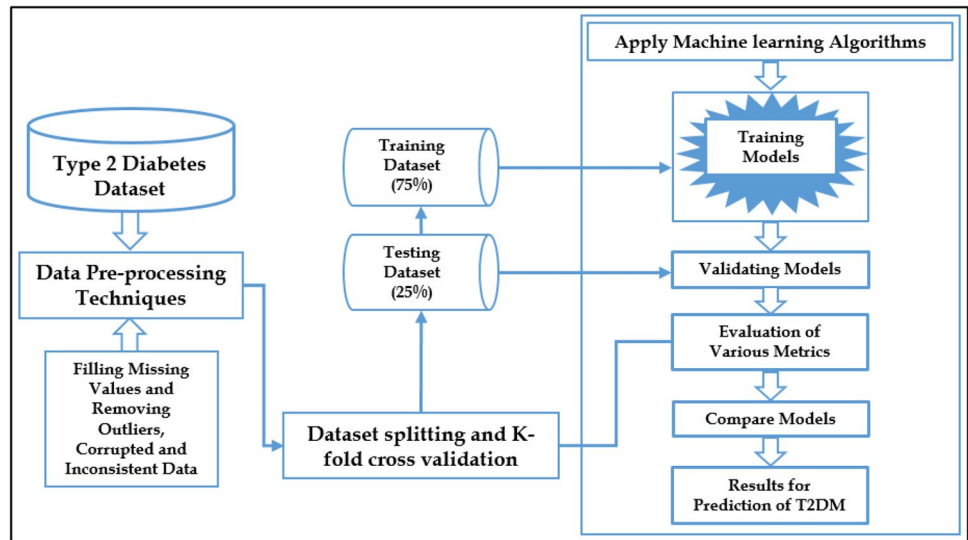 Type 2 Diabetes
Dataset
Data Pre-processing
Techniques
Filling Missing
Values and
Removing
Outliers,
Corrupted and
Inconsistent Data
Dataset splitting and K-
fold cross validation
Training
Dataset
(75%)
Testing
Dataset
(25%)
Apply Machine learning Algorithms
Training
Models
Validating Models
Evaluation of
Various Metrics
Compare Models
Results for
Prediction of T2DM